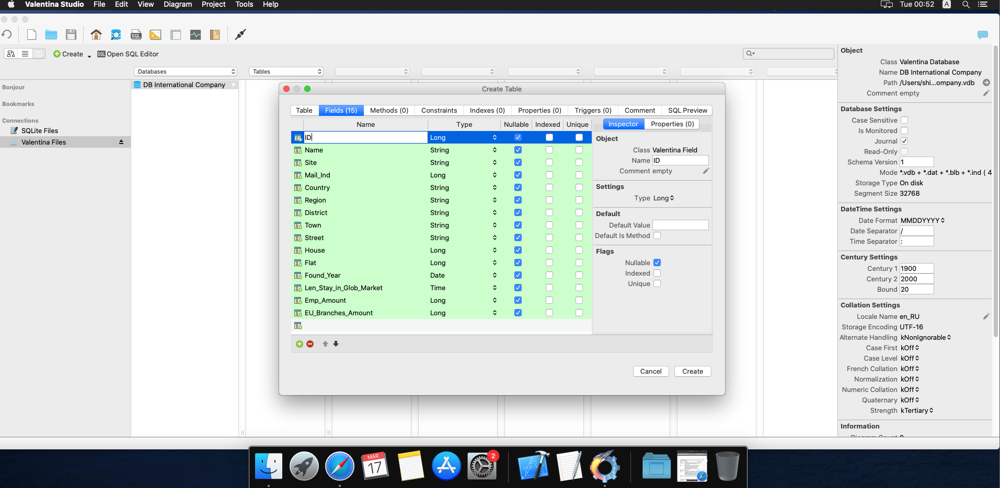 Valentina Studio File Edit View Diagram Project Tools Help Tue 00:52 A
SQL
Create SQL Open SQL Editor
Databases Tables
Bonjour
Bookmarks
Connections
SQLite Files
Valentina Files
DB International Company
Create Table
Table Fields (15) Methods (0) Constraints Indexes (0) Properties (0) Triggers (0) Comment SQL Preview
Name Type Nullable Indexed Unique
ID Long
Name String
Site String
Mail_Ind Long
Country String
Region String
District String
Town String
Street String
House Long
Flat Long
Found_Year Date
Len_Stay_in_Glob_Market Time
Emp_Amount Long
EU_Branches_Amount Long
Inspector Properties (0)
Object
Class Valentina Field
Name ID
Comment empty
Settings
Type Long
Default
Default Value
Default Is Method
Flags
Nullable
Indexed
Unique
Cancel Create
Object
Class Valentina Database
Name DB International Company
Path /Users/shi...ompany.vdb
Comment empty
Database Settings
Case Sensitive
Is Monitored
Journal
Read-Only
Schema Version 1
Mode *.vdb + *.dat + *.blb + *.ind ( 4
Storage Type On disk
Segment Size 32768
DateTime Settings
Date Format MMDDYYYY
Date Separator /
Time Separator :
Century Settings
Century 1 1900
Century 2 2000
Bound 20
Collation Settings
Locale Name en_RU
Storage Encoding UTF-16
Alternate Handling kNonIgnorable
Case First kOff
Case Level kOff
French Collation kOff
Normalization kOff
Numeric Collation kOff
Quaternary kOff
Strength kTertiary
Information
Diagram Count 0
MAR
17
2